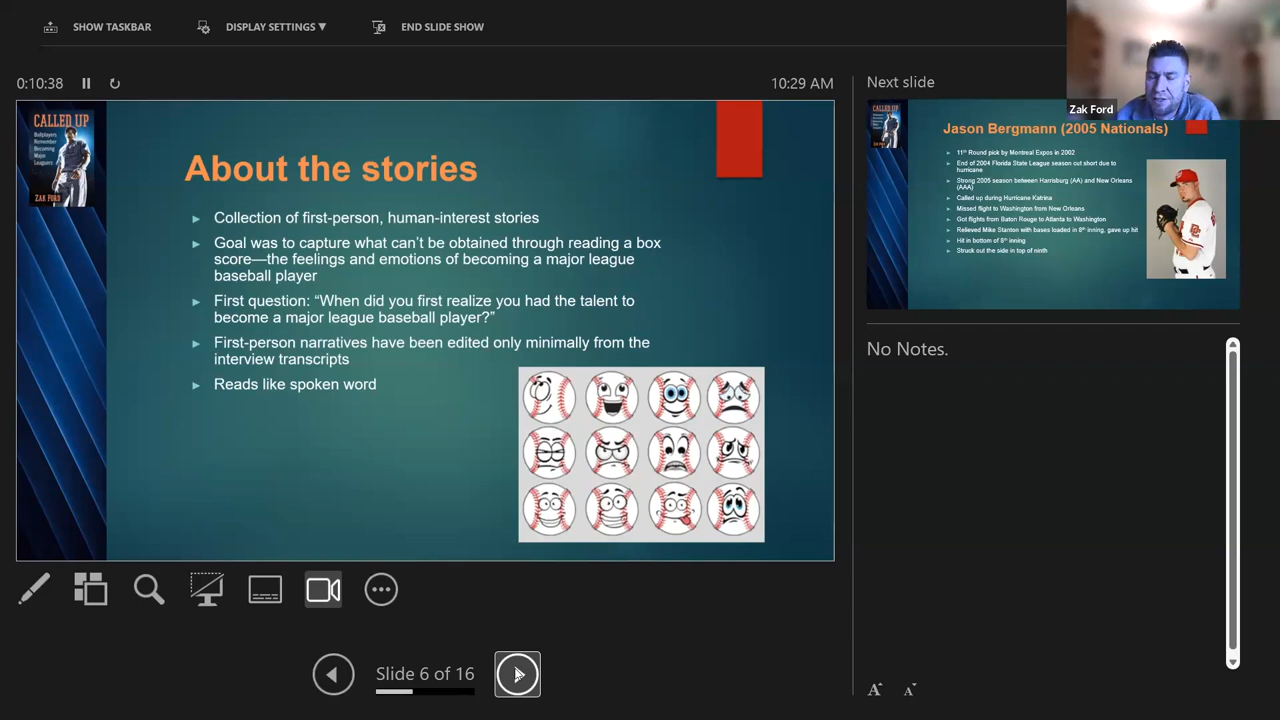 SHOW TASKBAR
DISPLAY SETTINGS ▼
END SLIDE SHOW
Zak Ford
0:10:38
10:29 AM
CALLED UP
Ballplayers
Remember
Becoming
Major
Leaguers
ZAK FORD
About the stories
Collection of first-person, human-interest stories
Goal was to capture what can’t be obtained through reading a box
score—the feelings and emotions of becoming a major league
baseball player
First question: “When did you first realize you had the talent to
become a major league baseball player?”
First-person narratives have been edited only minimally from the
interview transcripts
Reads like spoken word
Slide 6 of 16
Next slide
CALLED UP
Jason Bergmann (2005 Nationals)
11th Round pick by Montreal Expos in 2002
End of 2004 Florida State League season cut short due to
hurricane
Strong 2005 season between Harrisburg (AA) and New Orleans
(AAA)
Called up during Hurricane Katrina
Missed flight to Washington from New Orleans
Got flights from Baton Rouge to Atlanta to Washington
Relieved Mike Stanton with bases loaded in 8th inning, gave up hit
Hit in bottom of 8th inning
Struck out the side in top of ninth
No Notes.
A A